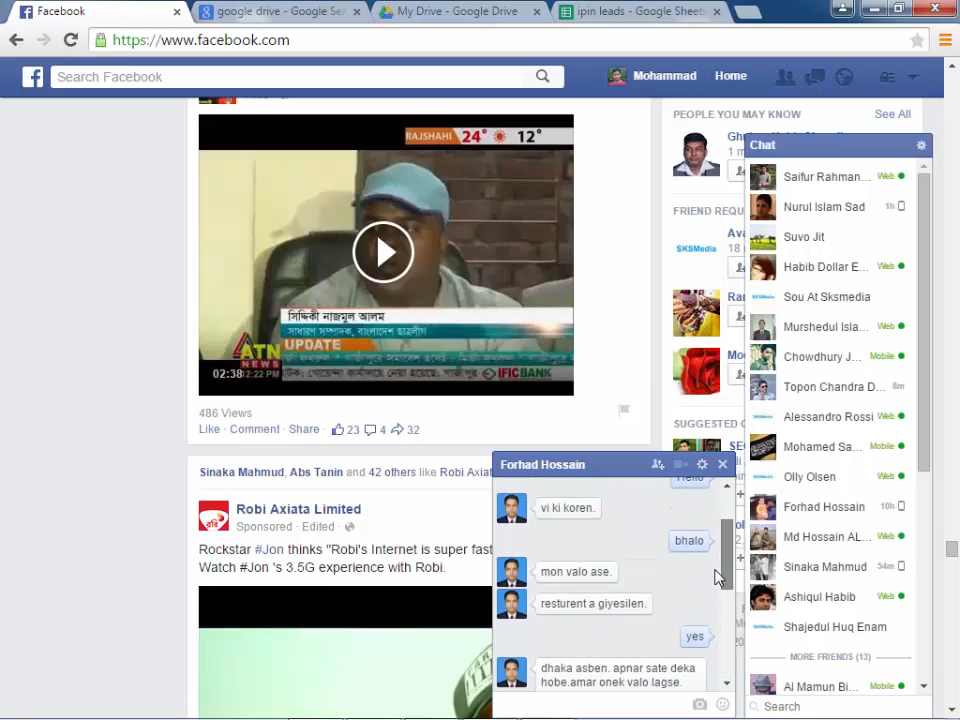 Facebook
google drive - Google Se
My Drive - Google Drive
ipin leads - Google Sheets
https://www.facebook.com
Search Facebook
Mohammad
Home
RAJSHAHI 24° 12°
সিদ্দিকী নাজমুল আলম
সাধারণ সম্পাদক, বাংলাদেশ ছাত্রলীগ
UPDATE
ATN
NEWS
02:38
12:22 PM
IFIC BANK
486 Views
Like · Comment · Share · 23 4 32
Sinaka Mahmud, Abs Tanin and 42 others like Robi Axiat
Robi Axiata Limited
Sponsored · Edited ·
Rockstar #Jon thinks "Robi's Internet is super fast
Watch #Jon 's 3.5G experience with Robi.
PEOPLE YOU MAY KNOW
See All
1 m
FRIEND REQU
Ava
18
SKSMedia
Ra
Mo
SUGGESTED G
SEO
Chat
Saifur Rahman... Web
Nurul Islam Sad 1h
Suvo Jit
Habib Dollar E... Web
Sou At Sksmedia
Murshedul Isla... Web
Chowdhury J... Mobile
Topon Chandra D... 8m
Alessandro Rossi Web
Mohamed Sa... Mobile
Olly Olsen
Forhad Hossain 10h
Md Hossain AL... Web
Sinaka Mahmud 34m
Ashiqul Habib Web
Shajedul Huq Enam
MORE FRIENDS (13)
Al Mamun Bi... Mobile
Search
Forhad Hossain
Hello
vi ki koren.
bhalo
mon valo ase.
resturent a giyesilen.
yes
dhaka asben. apnar sate deka
hobe.amar onek valo lagse.